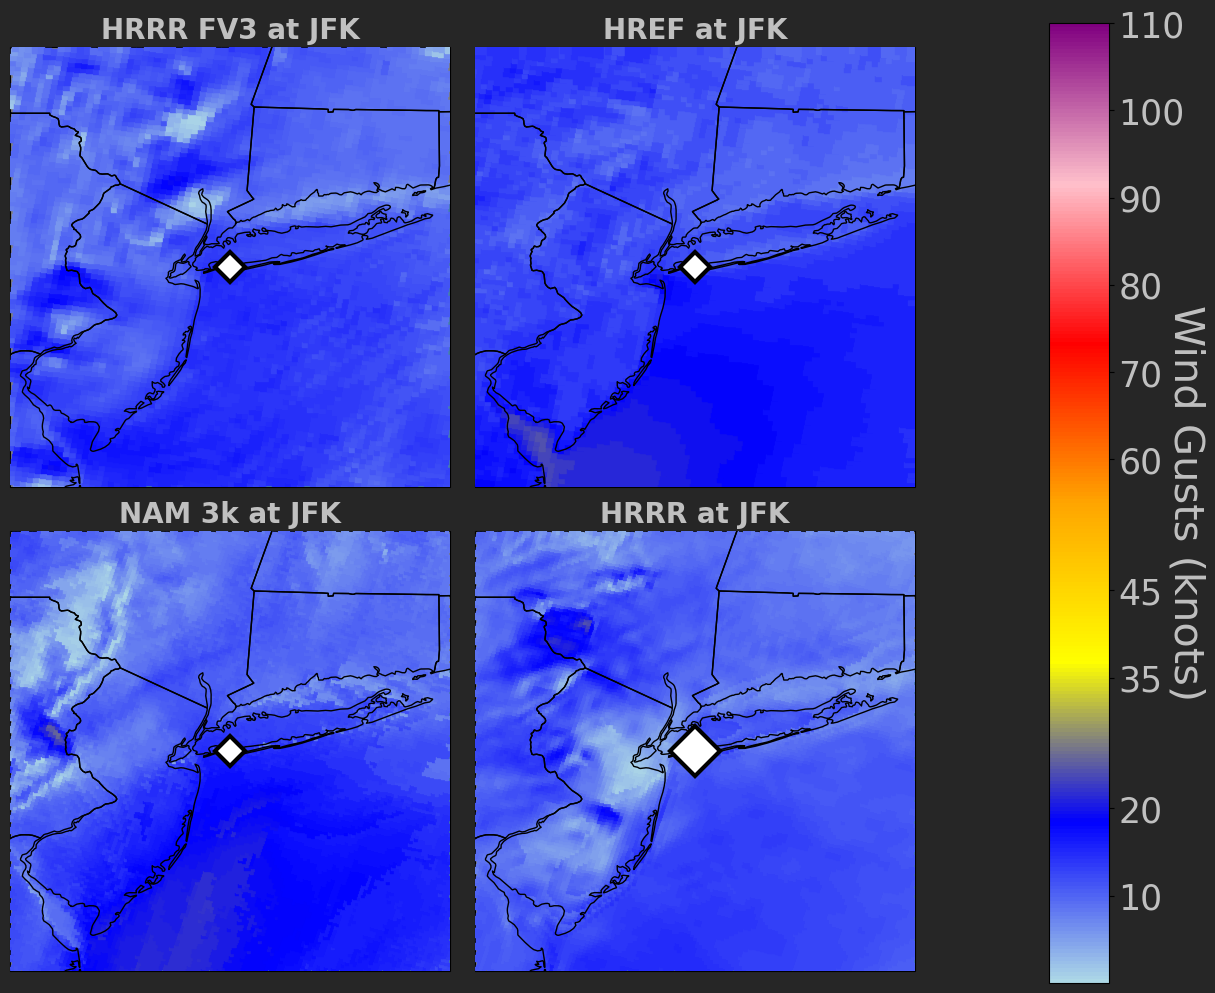 HRRR FV3 at JFK
HREF at JFK
NAM 3k at JFK
HRRR at JFK
110
100
90
80
70
60
45
35
20
10
Wind Gusts (knots)